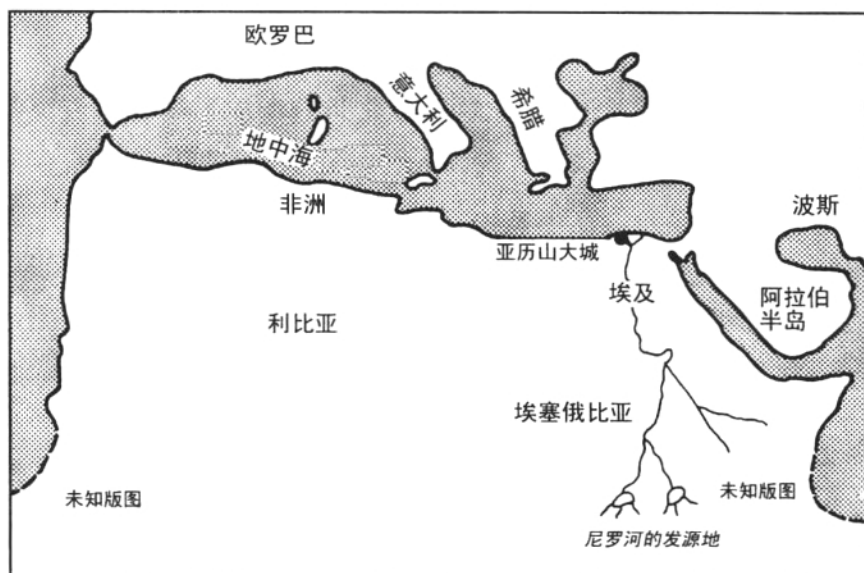 欧罗巴
意大利
希腊
地中海
非洲
波斯
亚历山大城
埃及
阿拉伯
半岛
利比亚
埃塞俄比亚
未知版图
未知版图
尼罗河的发源地